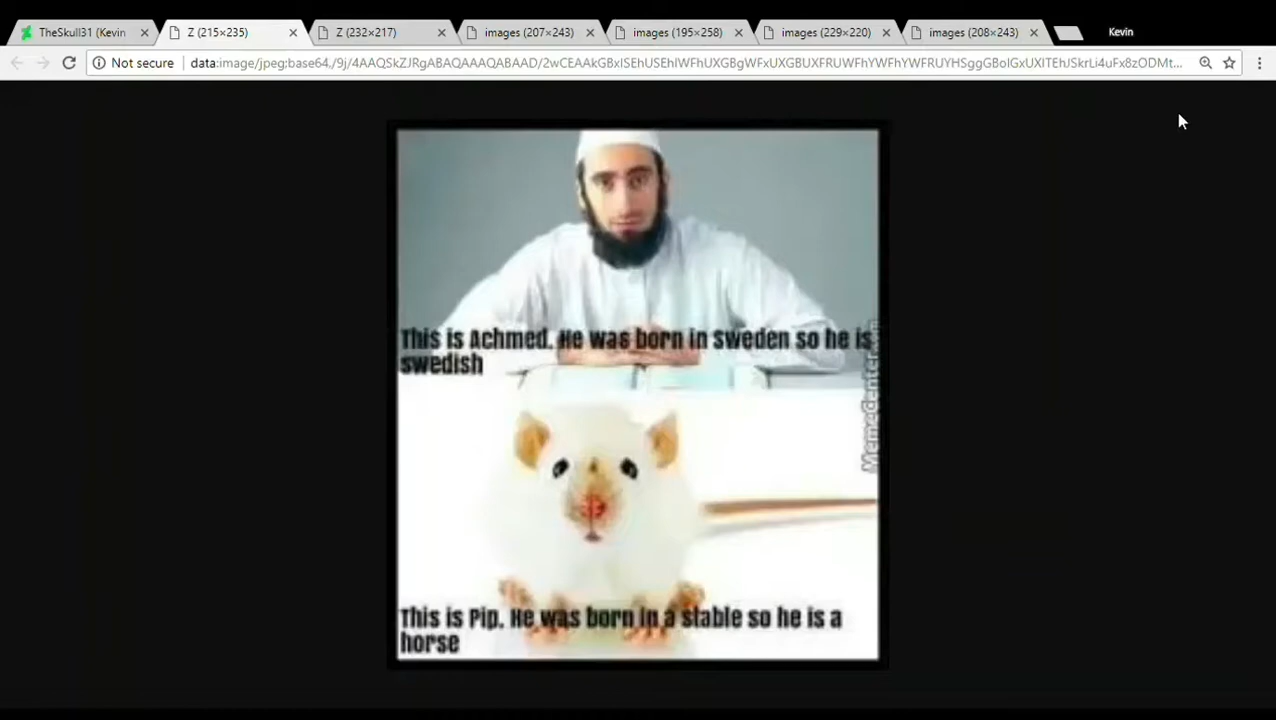 TheSkull31 (Kevin
Z (215×235)
Z (232×217)
images (207×243)
images (195×258)
images (229×220)
images (208×243)
Kevin
Not secure
This is Achmed. He was born in Sweden so he is
swedish
MemeCenter.com
This is Pip. He was born in a stable so he is a
horse